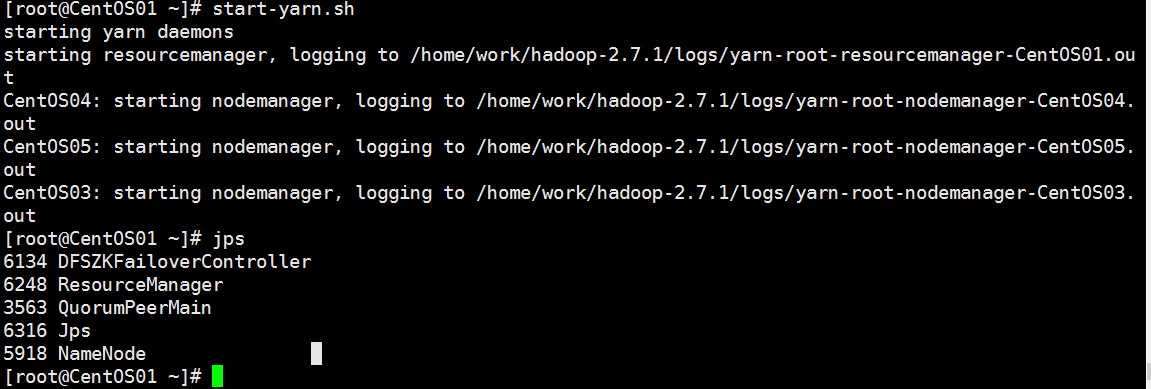 [root@CentOS01 ~]# start-yarn.sh
starting yarn daemons
starting resourcemanager, logging to /home/work/hadoop-2.7.1/logs/yarn-root-resourcemanager-CentOS01.ou
t
CentOS04: starting nodemanager, logging to /home/work/hadoop-2.7.1/logs/yarn-root-nodemanager-CentOS04.
out
CentOS05: starting nodemanager, logging to /home/work/hadoop-2.7.1/logs/yarn-root-nodemanager-CentOS05.
out
CentOS03: starting nodemanager, logging to /home/work/hadoop-2.7.1/logs/yarn-root-nodemanager-CentOS03.
out
[root@CentOS01 ~]# jps
6134 DFSZKFailoverController
6248 ResourceManager
3563 QuorumPeerMain
6316 Jps
5918 NameNode
[root@CentOS01 ~]#